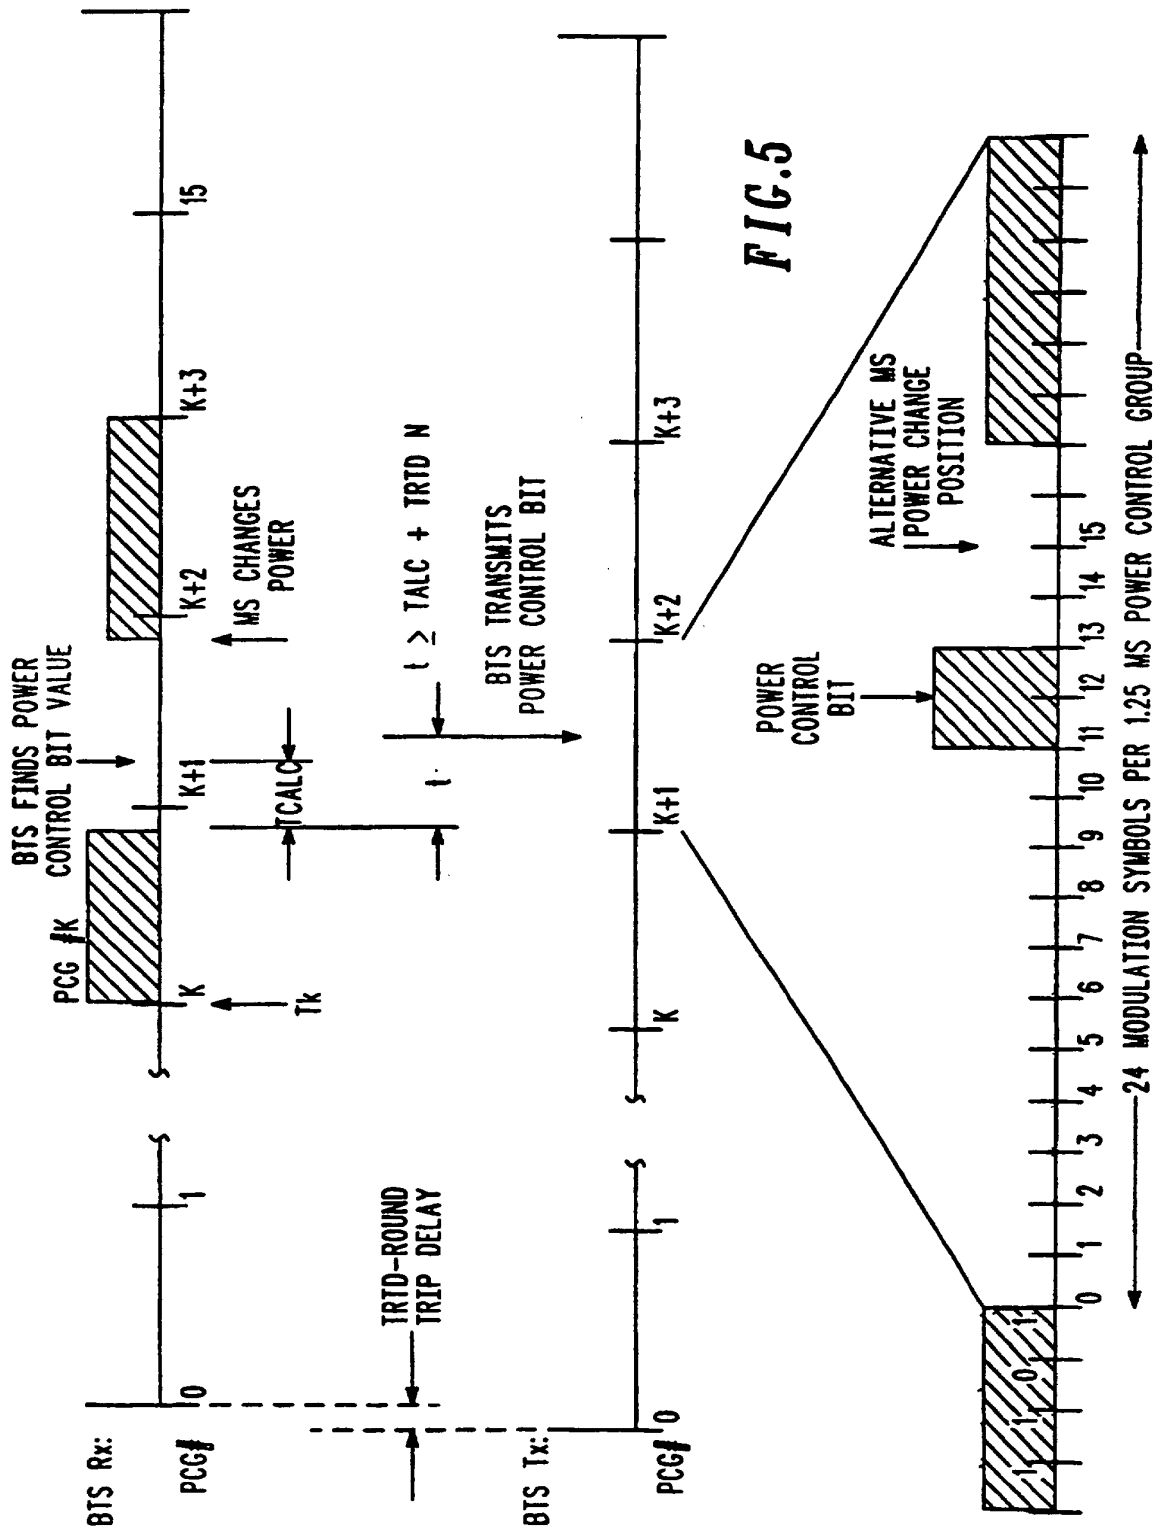 BTS Rx:
PCG#
0
1
PCG #K
K
Tk
BTS FINDS POWER
CONTROL BIT VALUE
K+1
TCALC
K+2
MS CHANGES
POWER
K+3
15
TRTD-ROUND
TRIP DELAY
t
t ≥ TALC + TRTD N
BTS TRANSMITS
POWER CONTROL BIT
BTS Tx:
PCG#
0
1
K
K+1
K+2
K+3
FIG.5
POWER
CONTROL
BIT
ALTERNATIVE MS
POWER CHANGE
POSITION
1 1 0 1
0 1 2 3 4 5 6 7 8 9 10 11 12 13 14 15
24 MODULATION SYMBOLS PER 1.25 MS POWER CONTROL GROUP